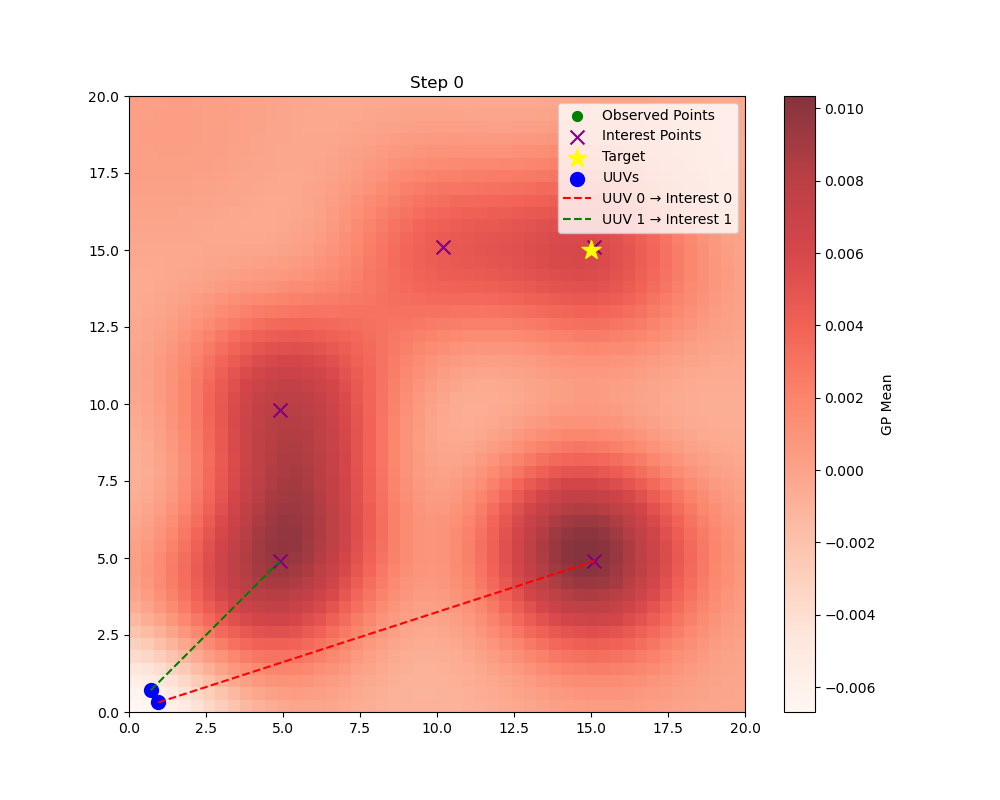 Step 0
20.0
17.5
15.0
12.5
10.0
7.5
5.0
2.5
0.0
0.0 2.5 5.0 7.5 10.0 12.5 15.0 17.5 20.0
Observed Points
Interest Points
Target
UUVs
UUV 0 → Interest 0
UUV 1 → Interest 1
0.010
0.008
0.006
0.004
0.002
0.000
−0.002
−0.004
−0.006
GP Mean